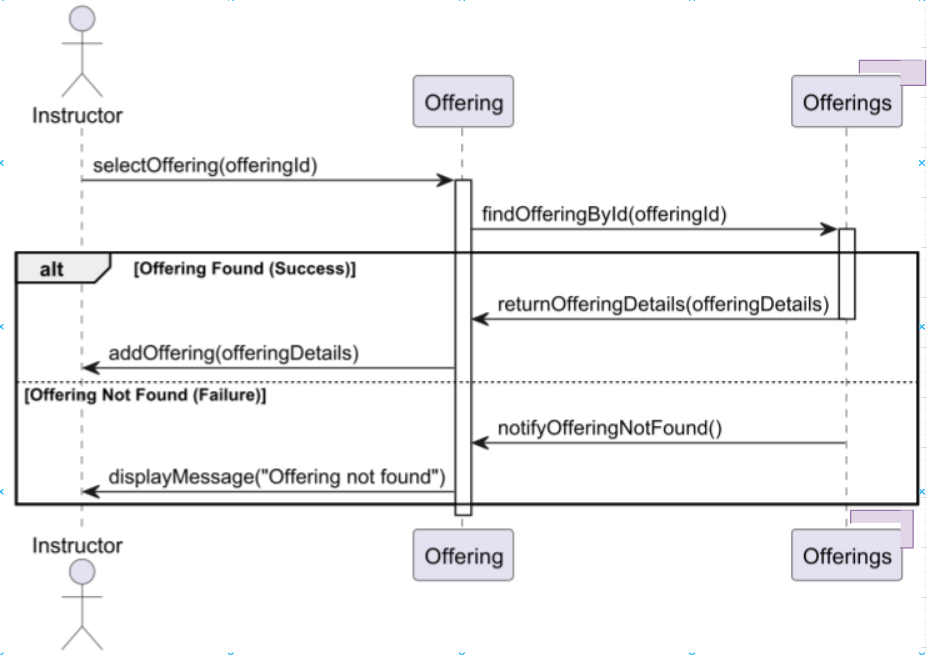 Instructor
Offering
Offerings
selectOffering(offeringId)
findOfferingById(offeringId)
alt
[Offering Found (Success)]
returnOfferingDetails(offeringDetails)
addOffering(offeringDetails)
[Offering Not Found (Failure)]
notifyOfferingNotFound()
displayMessage("Offering not found")
Instructor
Offering
Offerings